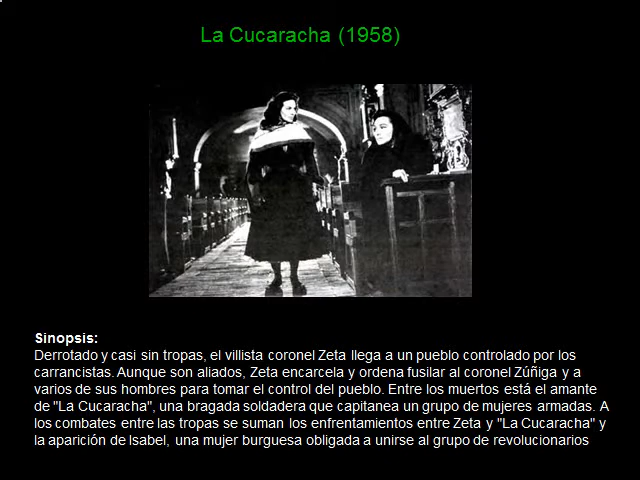 La Cucaracha (1958)
Sinopsis:
Derrotado y casi sin tropas, el villista coronel Zeta llega a un pueblo controlado por los
carrancistas. Aunque son aliados, Zeta encarcela y ordena fusilar al coronel Zúñiga y a
varios de sus hombres para tomar el control del pueblo. Entre los muertos está el amante
de "La Cucaracha", una bragada soldadera que capitanea un grupo de mujeres armadas. A
los combates entre las tropas se suman los enfrentamientos entre Zeta y "La Cucaracha" y
la aparición de Isabel, una mujer burguesa obligada a unirse al grupo de revolucionarios